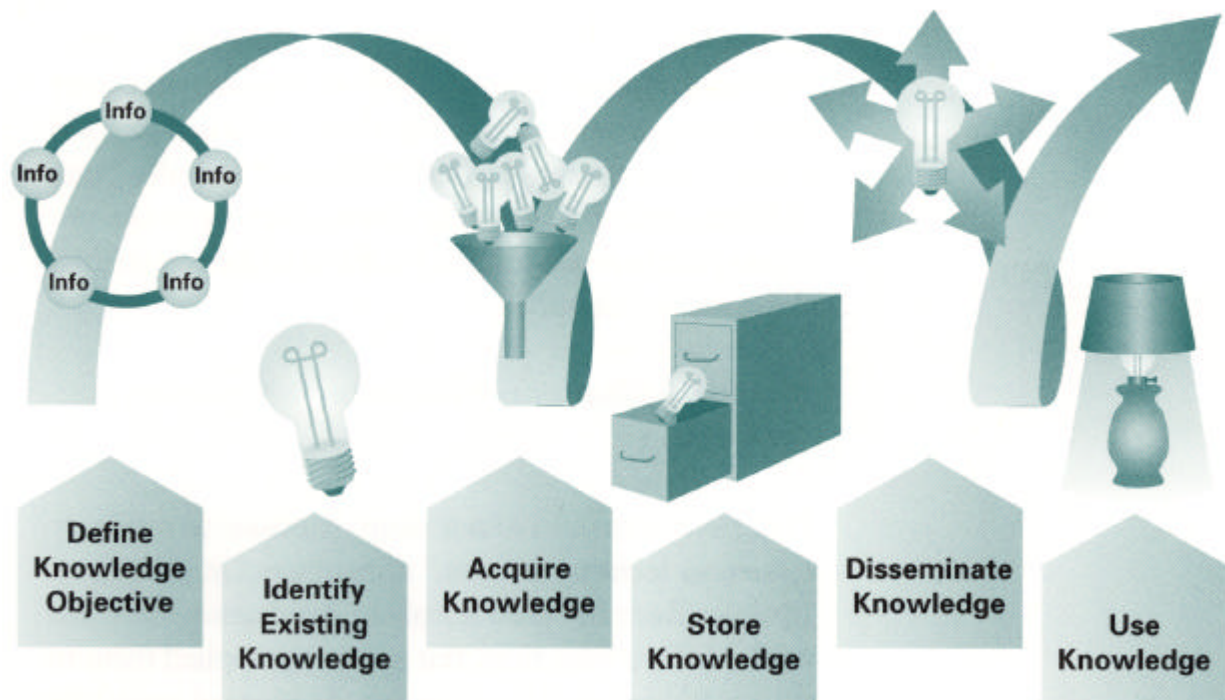 Info
Info
Info
Info
Info
Define
Knowledge
Objective
Identify
Existing
Knowledge
Acquire
Knowledge
Store
Knowledge
Disseminate
Knowledge
Use
Knowledge